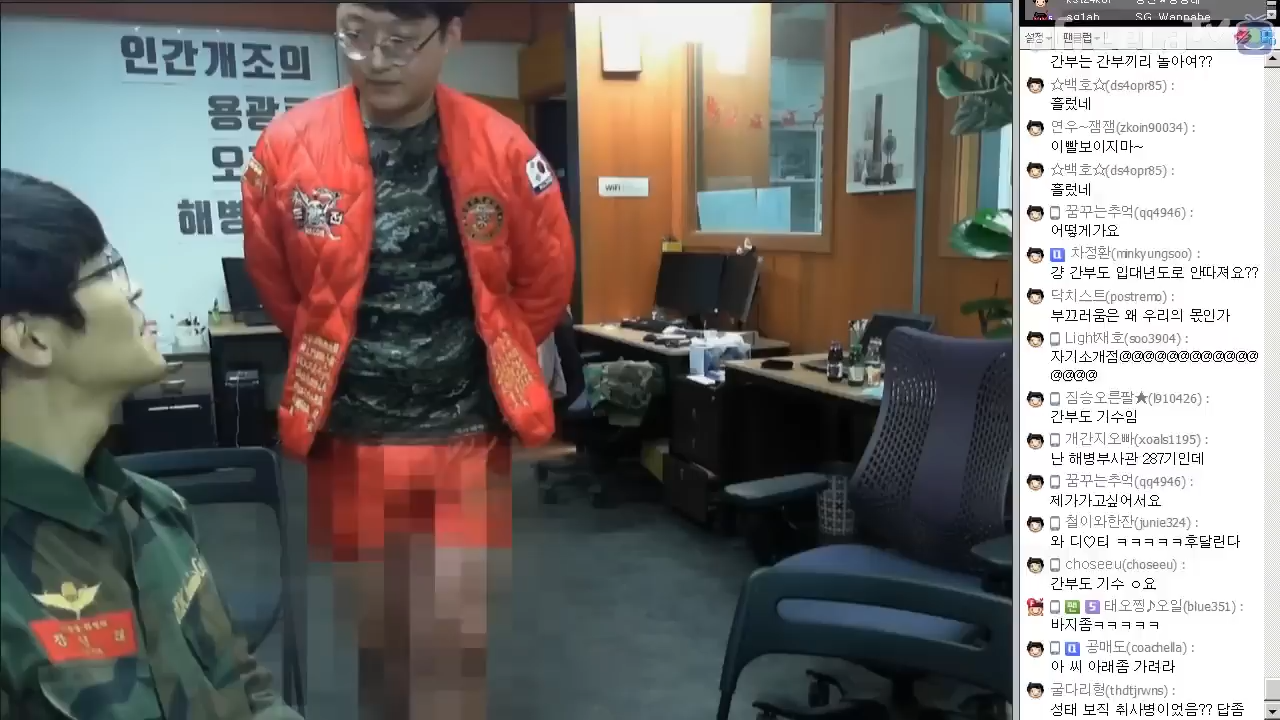 인간개조의
해병
WiFi
RECON
SG Wannabe
설정
팬클럽
간부는 간부끼리 놀아여??
☆백호☆(ds4opr85) :
흘렀네
연우~잼잼(zkoin90034) :
이빨보이지마~
☆백호☆(ds4opr85) :
흘렀네
꿈꾸는추억(qq4946) :
어떻게가요
차정환(minkyungsoo) :
걍 간부도 입대년도로 안따져요??
닥치스트(postremo) :
부끄러움은 왜 우리의 몫인가
Light재호(soo3904) :
자기소개점@@@@@@@@@@@@
@@@@
짐승오른팔★(l910426) :
간부도 기수임
개간지오빠(xoals1195) :
난 해병부사관 287기인데
꿈꾸는추억(qq4946) :
제가가고싶어서요
철이와한잔(junie324) :
와 디♡티 ㅋㅋㅋㅋㅋ후달린다
choseeu(choseeu) :
간부도 기수 ㅇ요
태오찡♪오일(blue351) :
바지좀ㅋㅋㅋㅋㅋ
공매도(coachella) :
아 씨 아래좀 가려라
굴다리형(thdtjrwns) :
성태 보직 취사병이었음?? 답좀